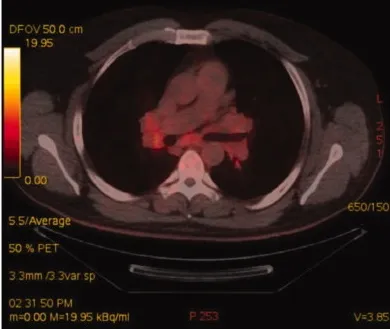 DFOV 50.0 cm
19.95
0.00
650/150
5.5/Average
50 % PET
3.3mm /3.3var sp
02:31:50 PM
m=0.00 M=19.95 kBq/ml
P 253
V=3.85